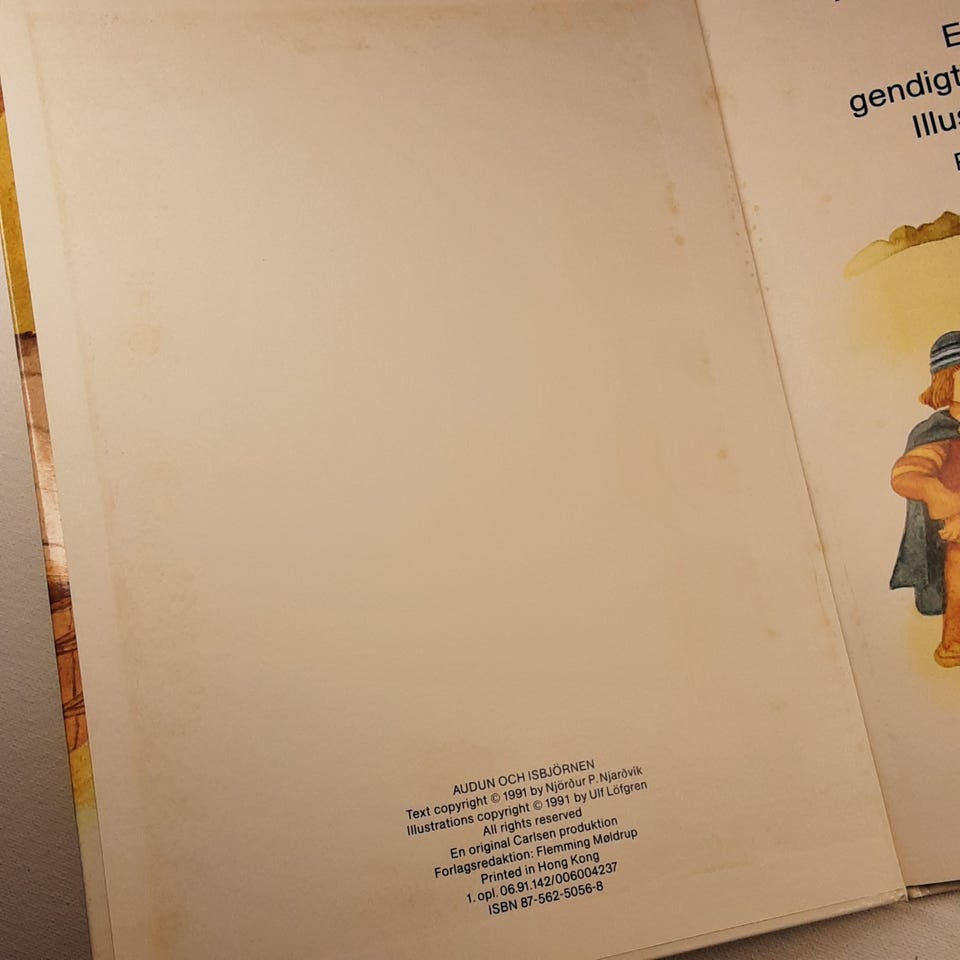 AUDUN OCH ISBJÖRNEN
Text copyright © 1991 by Njörður P. Njarðvik
Illustrations copyright © 1991 by Ulf Löfgren
All rights reserved
En original Carlsen produktion
Forlagsredaktion: Flemming Møldrup
Printed in Hong Kong
1. opl. 06.91.142/006004237
ISBN 87-562-5056-8
E
gendigt
Illus